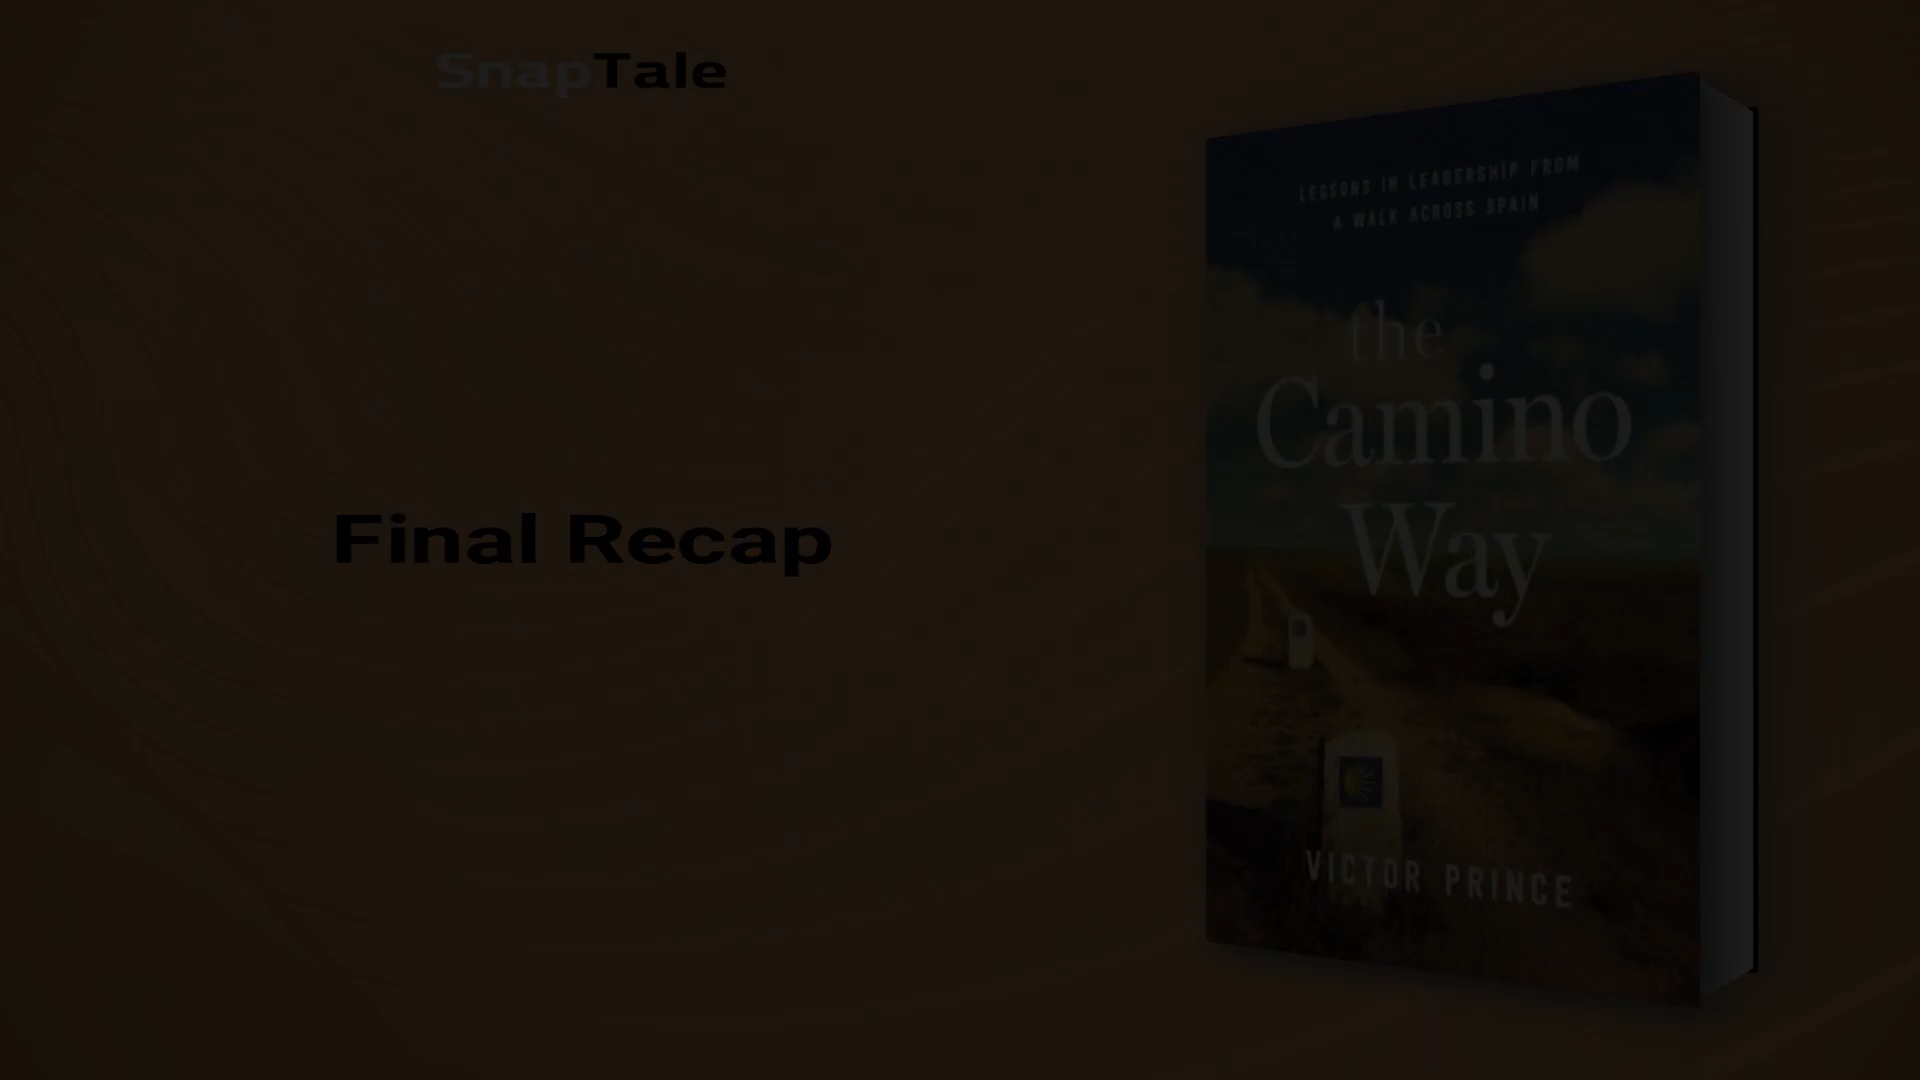 SnapTale
Final Recap
LESSONS IN LEADERSHIP FROM
A WALK ACROSS SPAIN
the
Camino
Way
VICTOR PRINCE